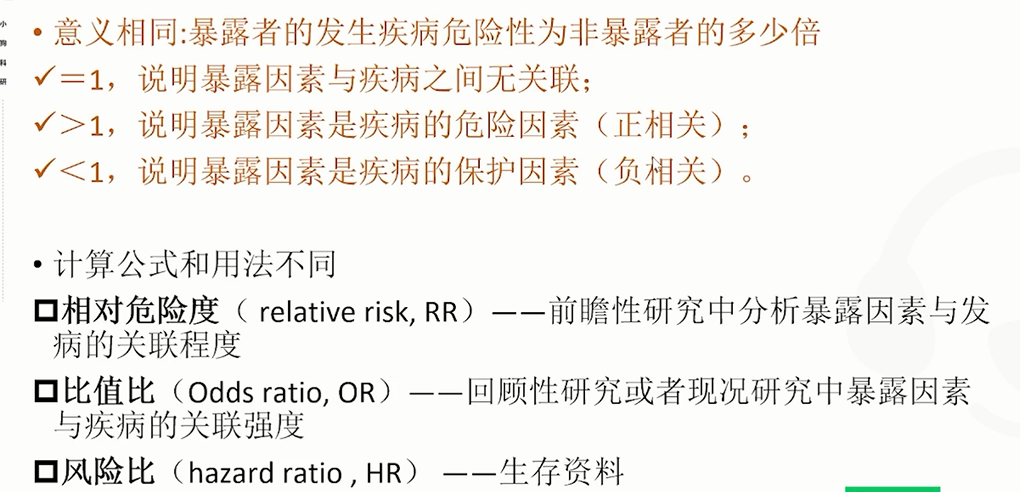 小狗科研
• 意义相同:暴露者的发生疾病危险性为非暴露者的多少倍
✓＝1，说明暴露因素与疾病之间无关联；
✓＞1，说明暴露因素是疾病的危险因素（正相关）；
✓＜1，说明暴露因素是疾病的保护因素（负相关）。
• 计算公式和用法不同
相对危险度（ relative risk, RR）——前瞻性研究中分析暴露因素与发
病的关联程度
比值比（Odds ratio, OR）——回顾性研究或者现况研究中暴露因素
与疾病的关联强度
风险比（hazard ratio , HR） ——生存资料